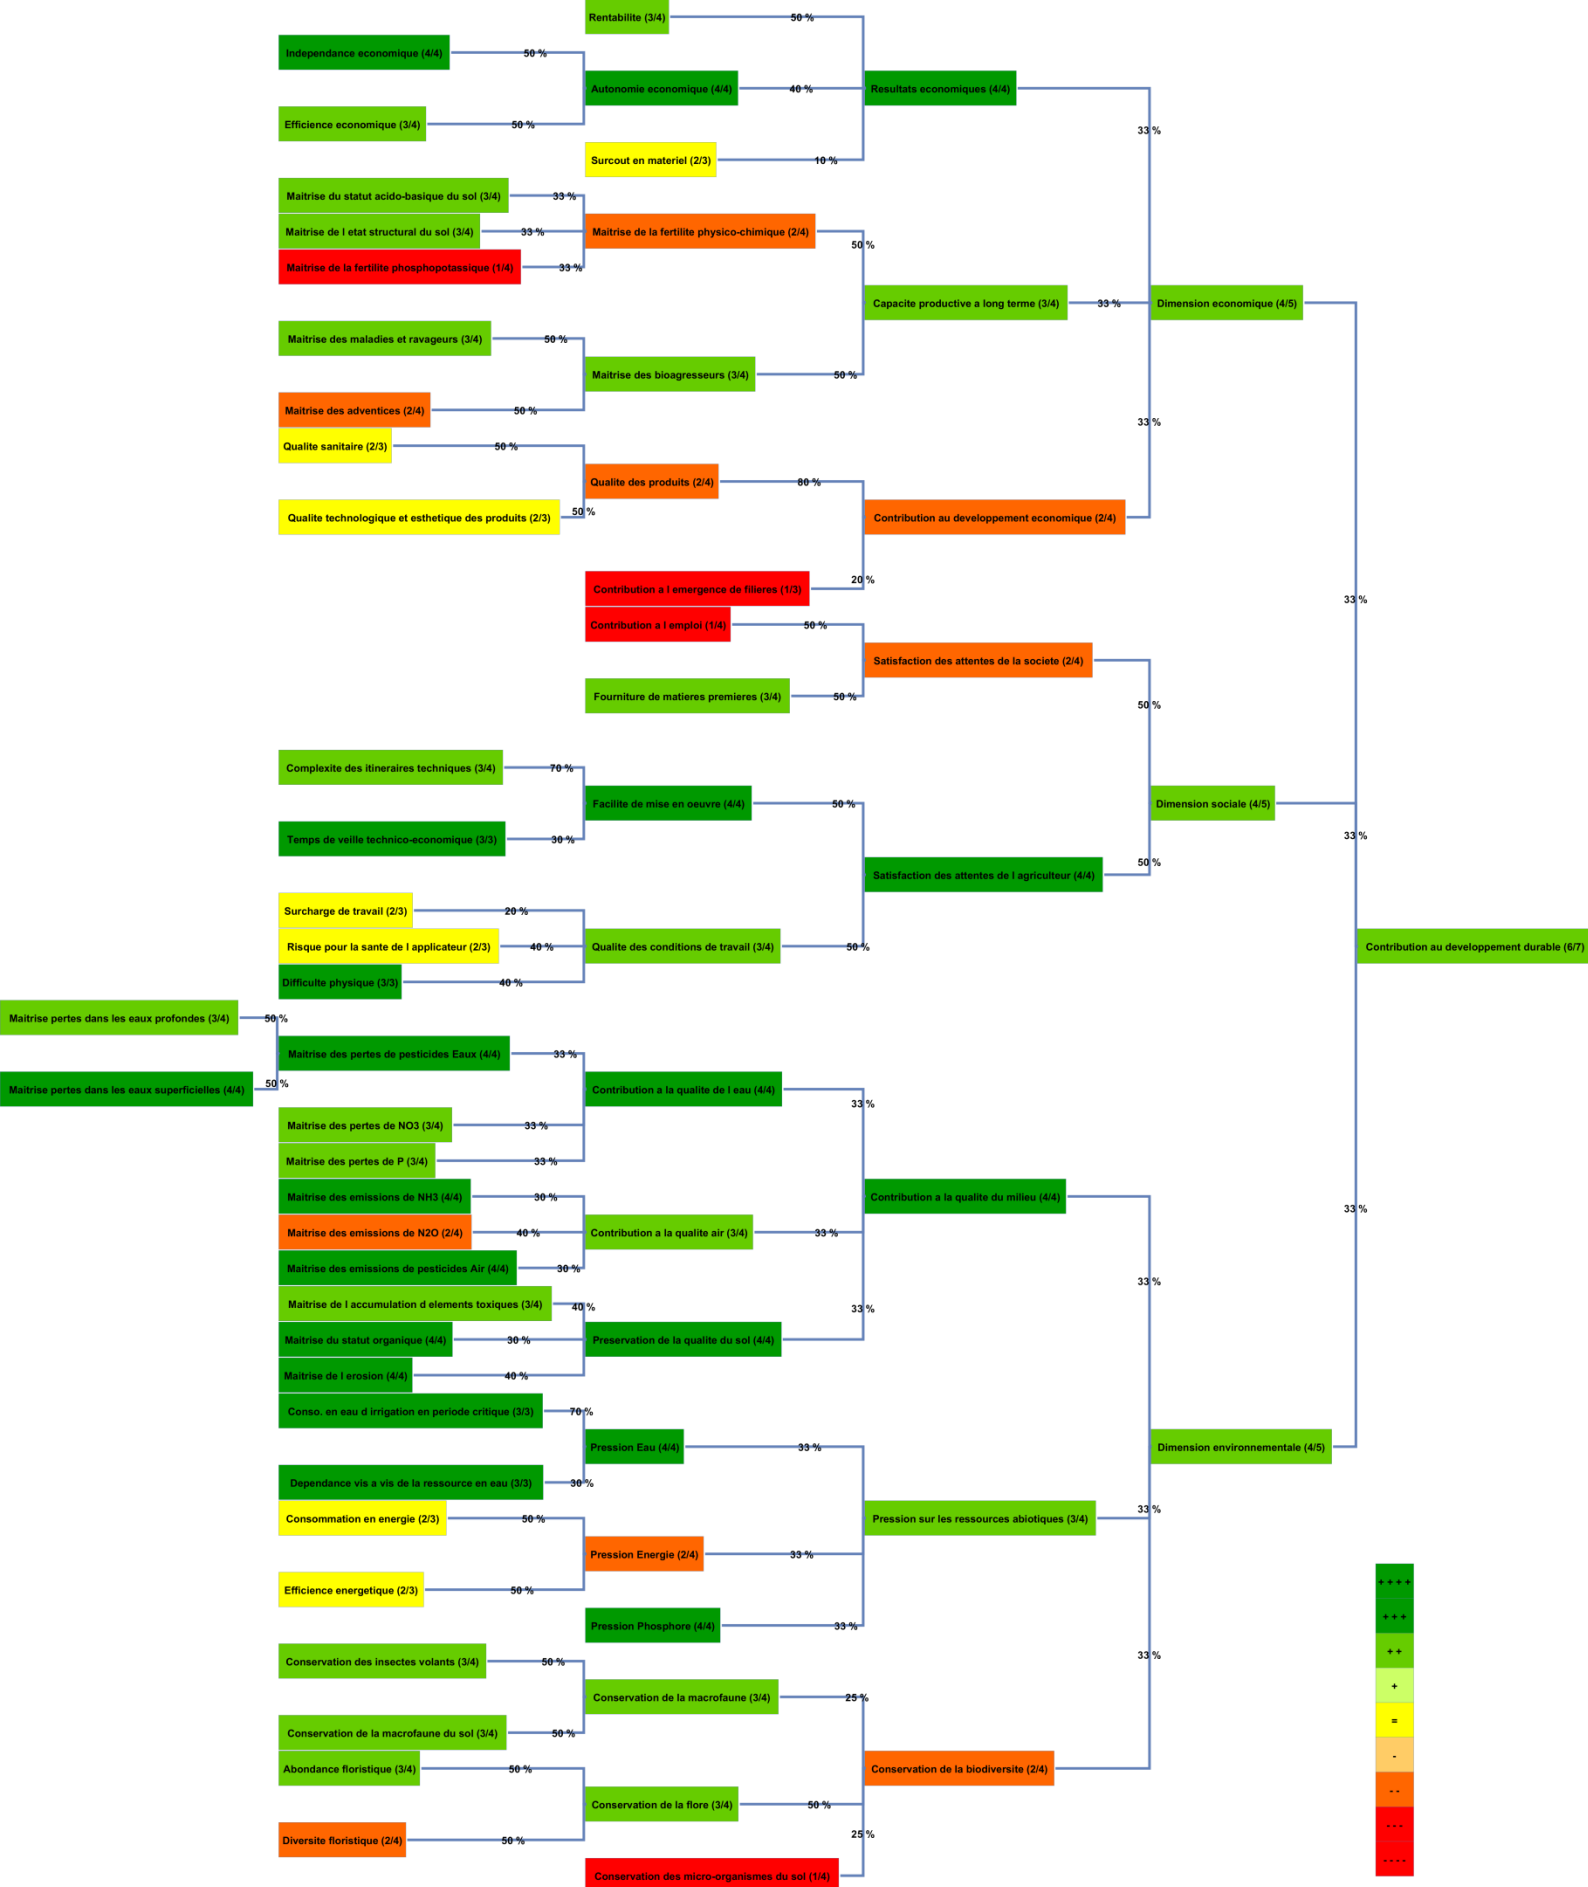 Rentabilite (3/4)
50 %
Independance economique (4/4)
50 %
Autonomie economique (4/4)
40 %
Resultats economiques (4/4)
Efficience economique (3/4)
50 %
33 %
Surcout en materiel (2/3)
10 %
Maitrise du statut acido-basique du sol (3/4)
33 %
Maitrise de l etat structural du sol (3/4)
33 %
Maitrise de la fertilite physico-chimique (2/4)
50 %
Maitrise de la fertilite phosphopotassique (1/4)
33 %
Capacite productive a long terme (3/4)
33 %
Dimension economique (4/5)
Maitrise des maladies et ravageurs (3/4)
50 %
Maitrise des bioagresseurs (3/4)
50 %
Maitrise des adventices (2/4)
50 %
33 %
Qualite sanitaire (2/3)
50 %
Qualite des produits (2/4)
80 %
Qualite technologique et esthetique des produits (2/3)
50 %
Contribution au developpement economique (2/4)
Contribution a l emergence de filieres (1/3)
20 %
33 %
Contribution a l emploi (1/4)
50 %
Satisfaction des attentes de la societe (2/4)
Fourniture de matieres premieres (3/4)
50 %
50 %
Complexite des itineraires techniques (3/4)
70 %
Facilite de mise en oeuvre (4/4)
50 %
Dimension sociale (4/5)
33 %
Temps de veille technico-economique (3/3)
30 %
50 %
Satisfaction des attentes de l agriculteur (4/4)
Surcharge de travail (2/3)
20 %
Risque pour la sante de l applicateur (2/3)
40 %
Qualite des conditions de travail (3/4)
50 %
Contribution au developpement durable (6/7)
Difficulte physique (3/3)
40 %
Maitrise pertes dans les eaux profondes (3/4)
50 %
Maitrise des pertes de pesticides Eaux (4/4)
33 %
Maitrise pertes dans les eaux superficielles (4/4)
50 %
Contribution a la qualite de l eau (4/4)
33 %
Maitrise des pertes de NO3 (3/4)
33 %
Maitrise des pertes de P (3/4)
33 %
Maitrise des emissions de NH3 (4/4)
30 %
Contribution a la qualite du milieu (4/4)
33 %
Maitrise des emissions de N2O (2/4)
40 %
Contribution a la qualite air (3/4)
33 %
Maitrise des emissions de pesticides Air (4/4)
30 %
33 %
Maitrise de l accumulation d elements toxiques (3/4)
40 %
33 %
Maitrise du statut organique (4/4)
30 %
Preservation de la qualite du sol (4/4)
Maitrise de l erosion (4/4)
40 %
Conso. en eau d irrigation en periode critique (3/3)
70 %
Pression Eau (4/4)
33 %
Dimension environnementale (4/5)
Dependance vis a vis de la ressource en eau (3/3)
30 %
33 %
Consommation en energie (2/3)
50 %
Pression sur les ressources abiotiques (3/4)
Pression Energie (2/4)
33 %
Efficience energetique (2/3)
50 %
Pression Phosphore (4/4)
33 %
33 %
Conservation des insectes volants (3/4)
50 %
Conservation de la macrofaune (3/4)
25 %
Conservation de la macrofaune du sol (3/4)
50 %
Abondance floristique (3/4)
50 %
Conservation de la biodiversite (2/4)
Conservation de la flore (3/4)
50 %
Diversite floristique (2/4)
50 %
25 %
Conservation des micro-organismes du sol (1/4)
++++
+++
++
+
=
-
--
---
----